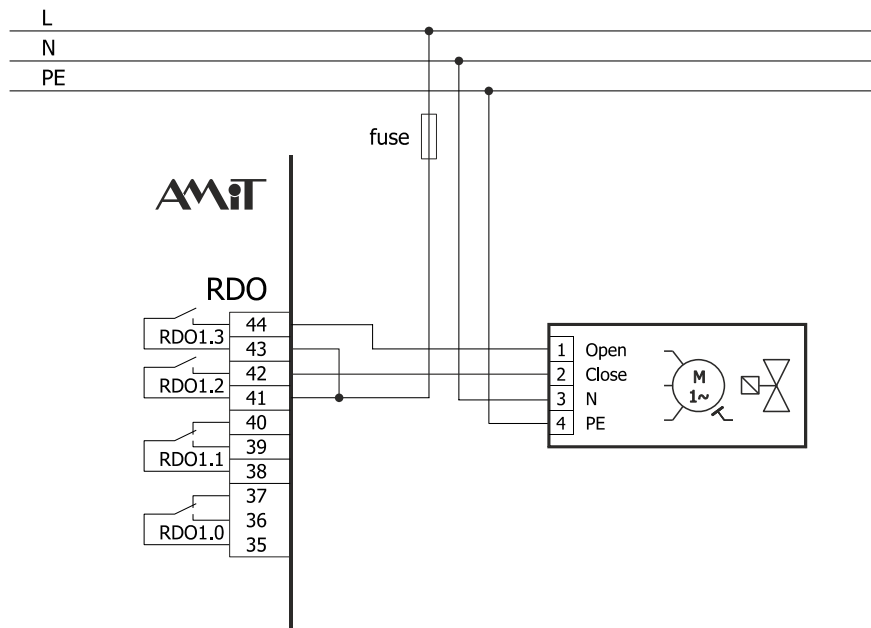 L
N
PE
fuse
AMiT
RDO
44
RDO1.3
43
42
RDO1.2
41
40
39
RDO1.1
38
37
36
RDO1.0
35
1 Open
2 Close
3 N
4 PE
M
1~